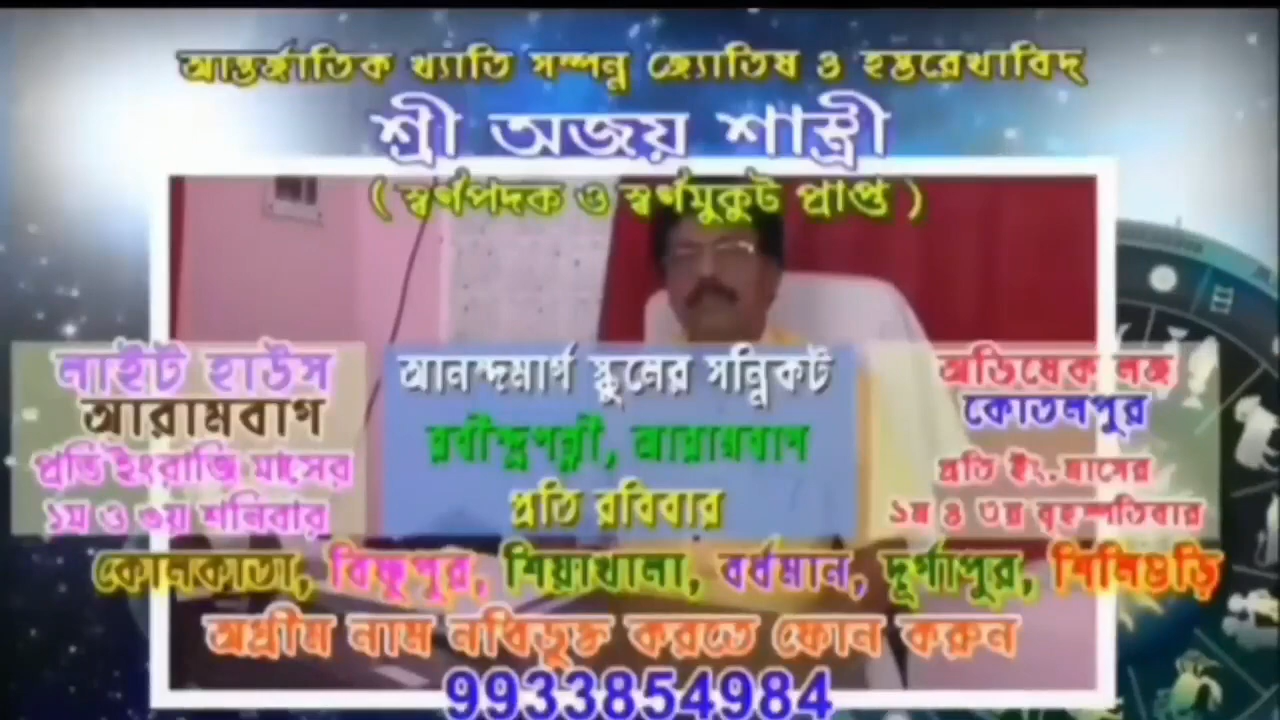 আন্তর্জাতিক খ্যাতি সম্পন্ন জ্যোতিষ ও হস্তরেখাবিদ্
শ্রী অজয় শাস্ত্রী
( স্বর্ণপদক ও স্বর্ণমুকুট প্রাপ্ত )
লাইট হাউস
আরামবাগ
প্রতি ইংরাজি মাসের
১ম ও ৩য় শনিবার
আনন্দমার্গ স্কুলের সন্নিকট
রবীন্দ্রপল্লী, আরামবাগ
প্রতি রবিবার
অভিষেক লজ
কোতলপুর
প্রতি ইং. মাসের
১ম ও ৩য় বৃহস্পতিবার
কোলকাতা, বিষ্ণুপুর, শিয়াখালা, বর্ধমান, দূর্গাপুর, শিলিগুড়ি
অগ্রীম নাম নথিভুক্ত করতে ফোন করুন
9933854984